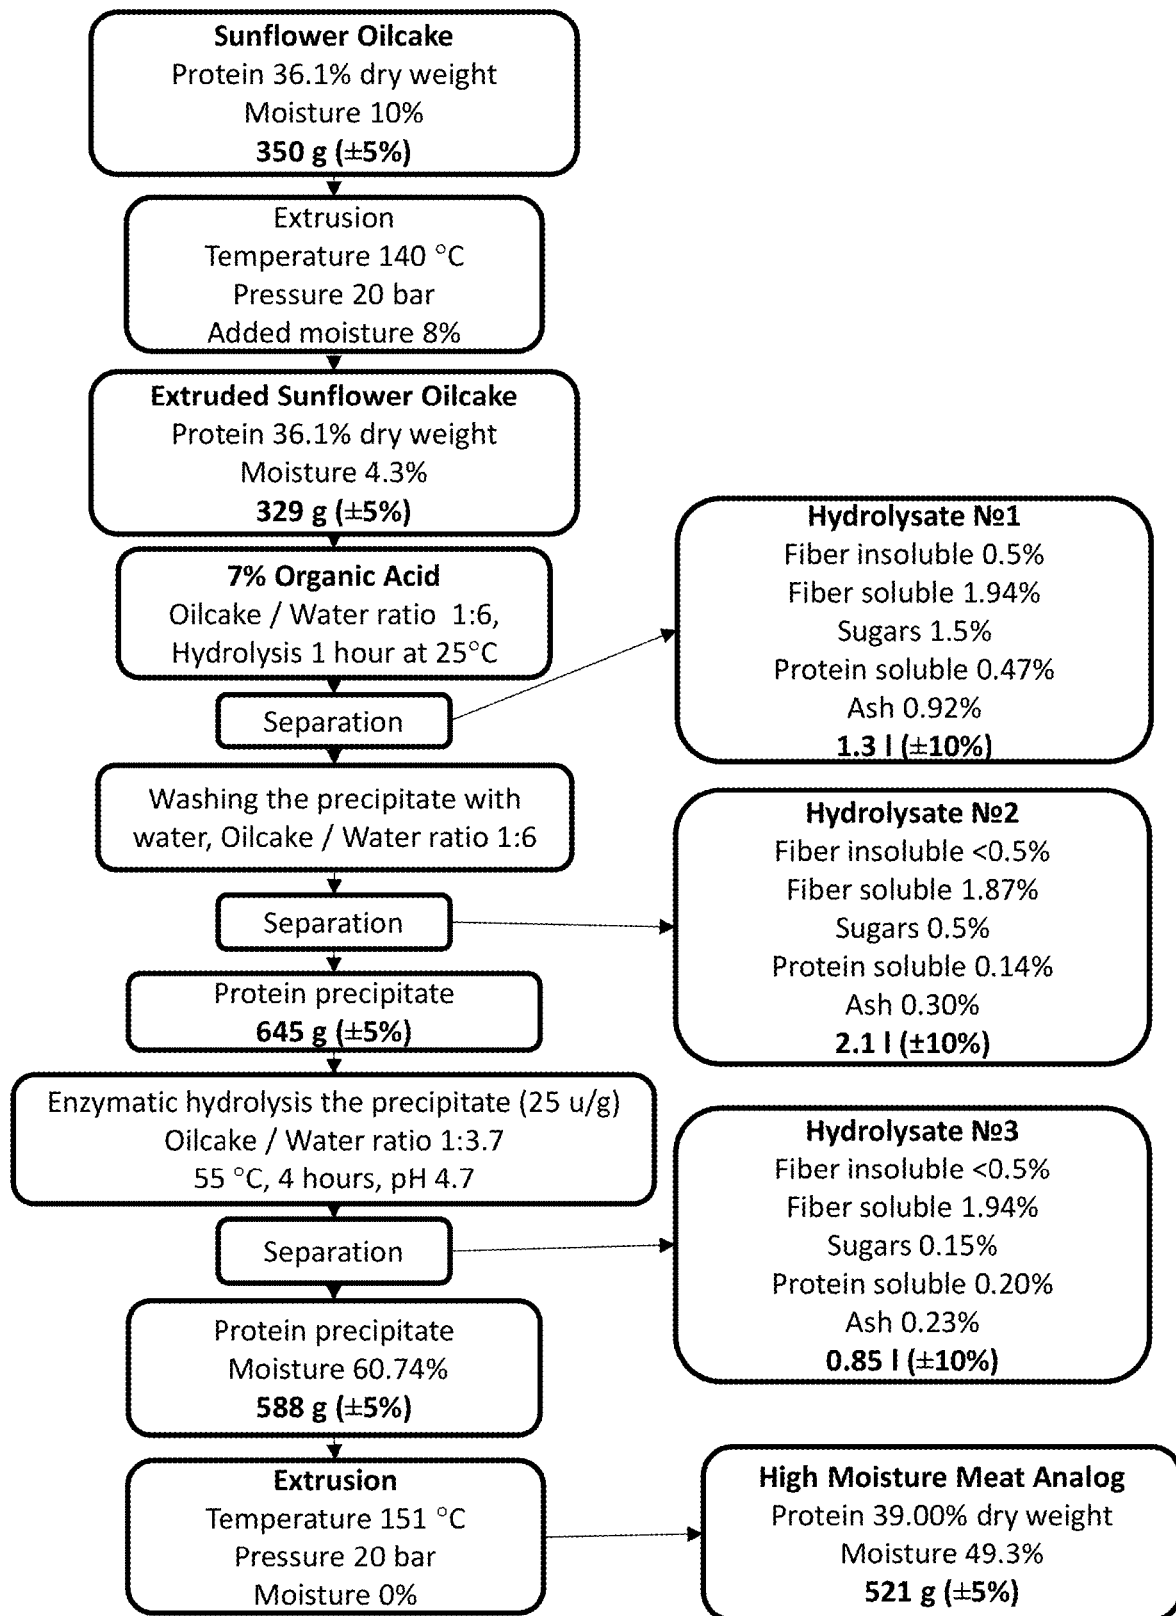 Sunflower Oilcake
Protein 36.1% dry weight
Moisture 10%
350 g (±5%)
Extrusion
Temperature 140 °C
Pressure 20 bar
Added moisture 8%
Extruded Sunflower Oilcake
Protein 36.1% dry weight
Moisture 4.3%
329 g (±5%)
7% Organic Acid
Oilcake / Water ratio 1:6,
Hydrolysis 1 hour at 25°C
Separation
Hydrolysate №1
Fiber insoluble 0.5%
Fiber soluble 1.94%
Sugars 1.5%
Protein soluble 0.47%
Ash 0.92%
1.3 l (±10%)
Washing the precipitate with
water, Oilcake / Water ratio 1:6
Separation
Hydrolysate №2
Fiber insoluble <0.5%
Fiber soluble 1.87%
Sugars 0.5%
Protein soluble 0.14%
Ash 0.30%
2.1 l (±10%)
Protein precipitate
645 g (±5%)
Enzymatic hydrolysis the precipitate (25 u/g)
Oilcake / Water ratio 1:3.7
55 °C, 4 hours, pH 4.7
Separation
Hydrolysate №3
Fiber insoluble <0.5%
Fiber soluble 1.94%
Sugars 0.15%
Protein soluble 0.20%
Ash 0.23%
0.85 l (±10%)
Protein precipitate
Moisture 60.74%
588 g (±5%)
Extrusion
Temperature 151 °C
Pressure 20 bar
Moisture 0%
High Moisture Meat Analog
Protein 39.00% dry weight
Moisture 49.3%
521 g (±5%)